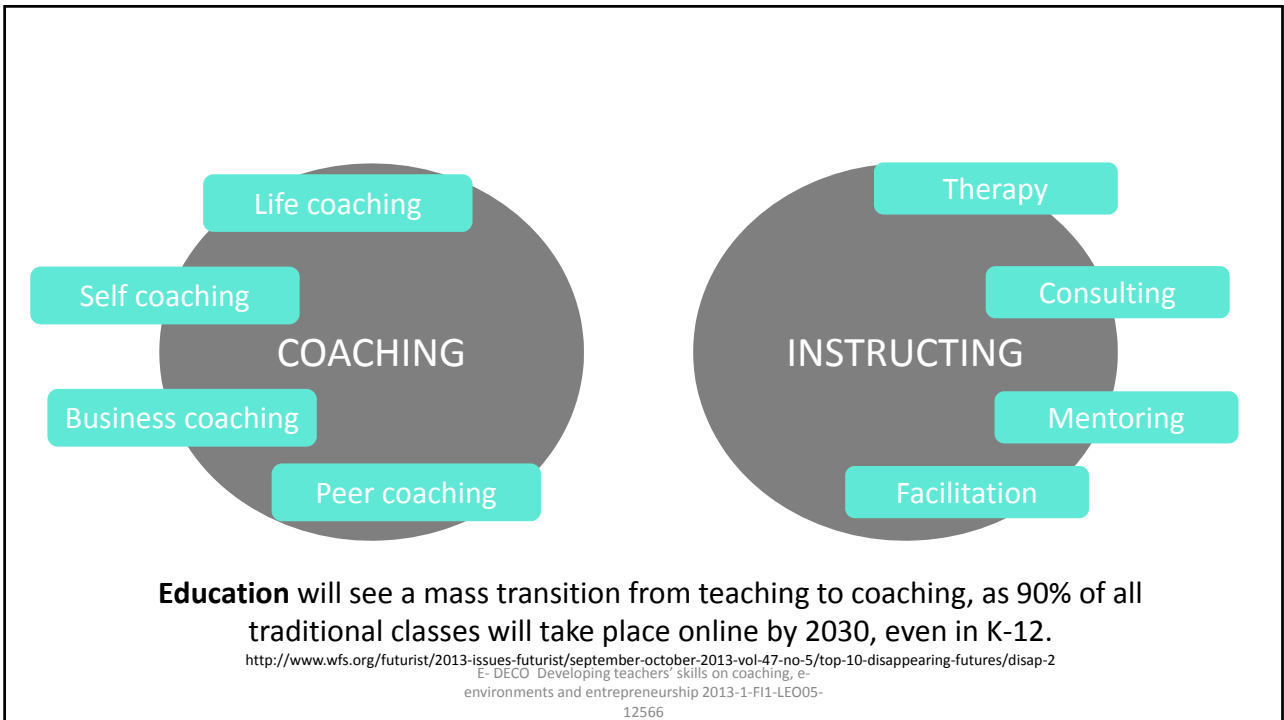 Life coaching
Self coaching
COACHING
Business coaching
Peer coaching
Therapy
Consulting
INSTRUCTING
Mentoring
Facilitation
Education will see a mass transition from teaching to coaching, as 90% of all
traditional classes will take place online by 2030, even in K-12.
http://www.wfs.org/futurist/2013-issues-futurist/september-october-2013-vol-47-no-5/top-10-disappearing-futures/disap-2
E- DECO Developing teachers' skills on coaching, e-
environments and entrepreneurship 2013-1-FI1-LEO05-
12566